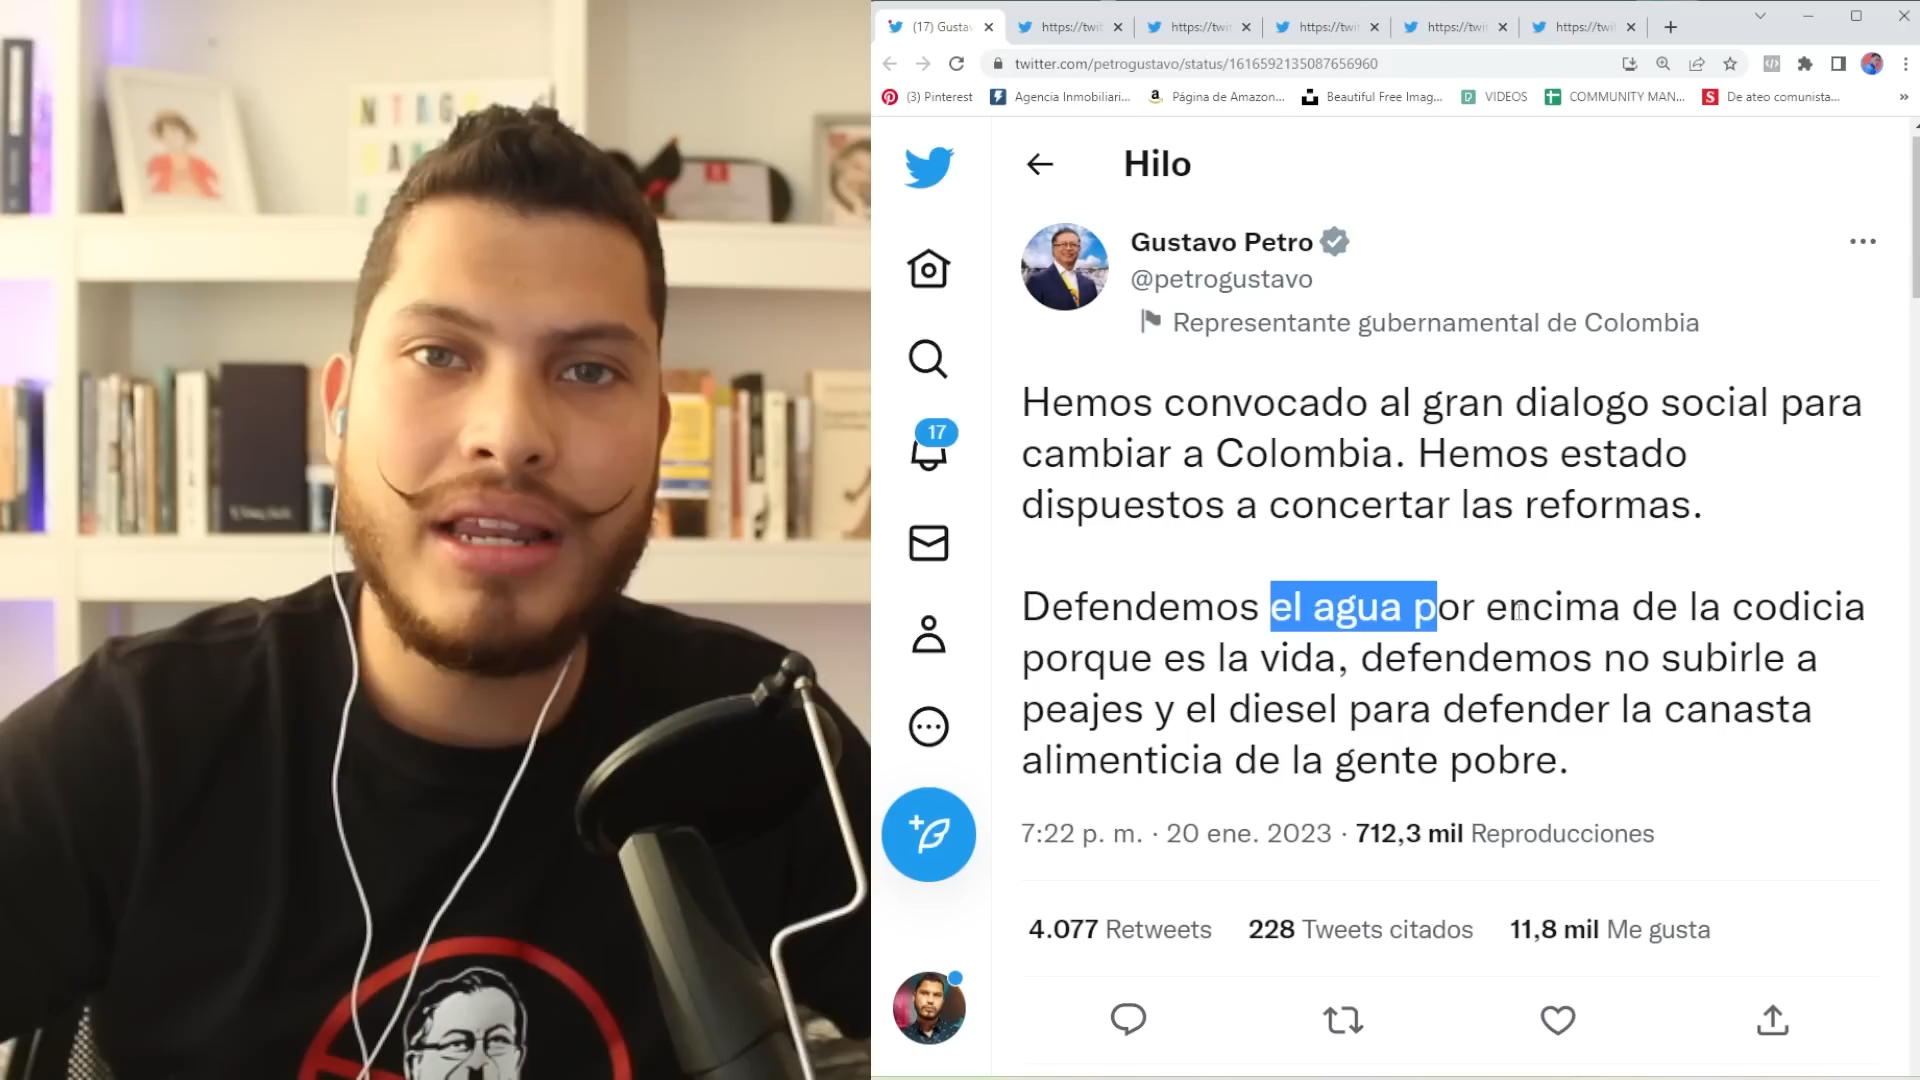 (17) Gusta
https://twit
https://twit
https://twit
https://twit
https://twit
twitter.com/petrogustavo/status/1616592135087656960
(3) Pinterest
Agencia Inmobiliari...
Página de Amazon...
Beautiful Free Imag...
VIDEOS
COMMUNITY MAN...
De ateo comunista...
Hilo
Gustavo Petro
@petrogustavo
Representante gubernamental de Colombia
Hemos convocado al gran dialogo social para
cambiar a Colombia. Hemos estado
dispuestos a concertar las reformas.
Defendemos el agua por encima de la codicia
porque es la vida, defendemos no subirle a
peajes y el diesel para defender la canasta
alimenticia de la gente pobre.
7:22 p. m. · 20 ene. 2023 · 712,3 mil Reproducciones
4.077 Retweets 228 Tweets citados 11,8 mil Me gusta
17